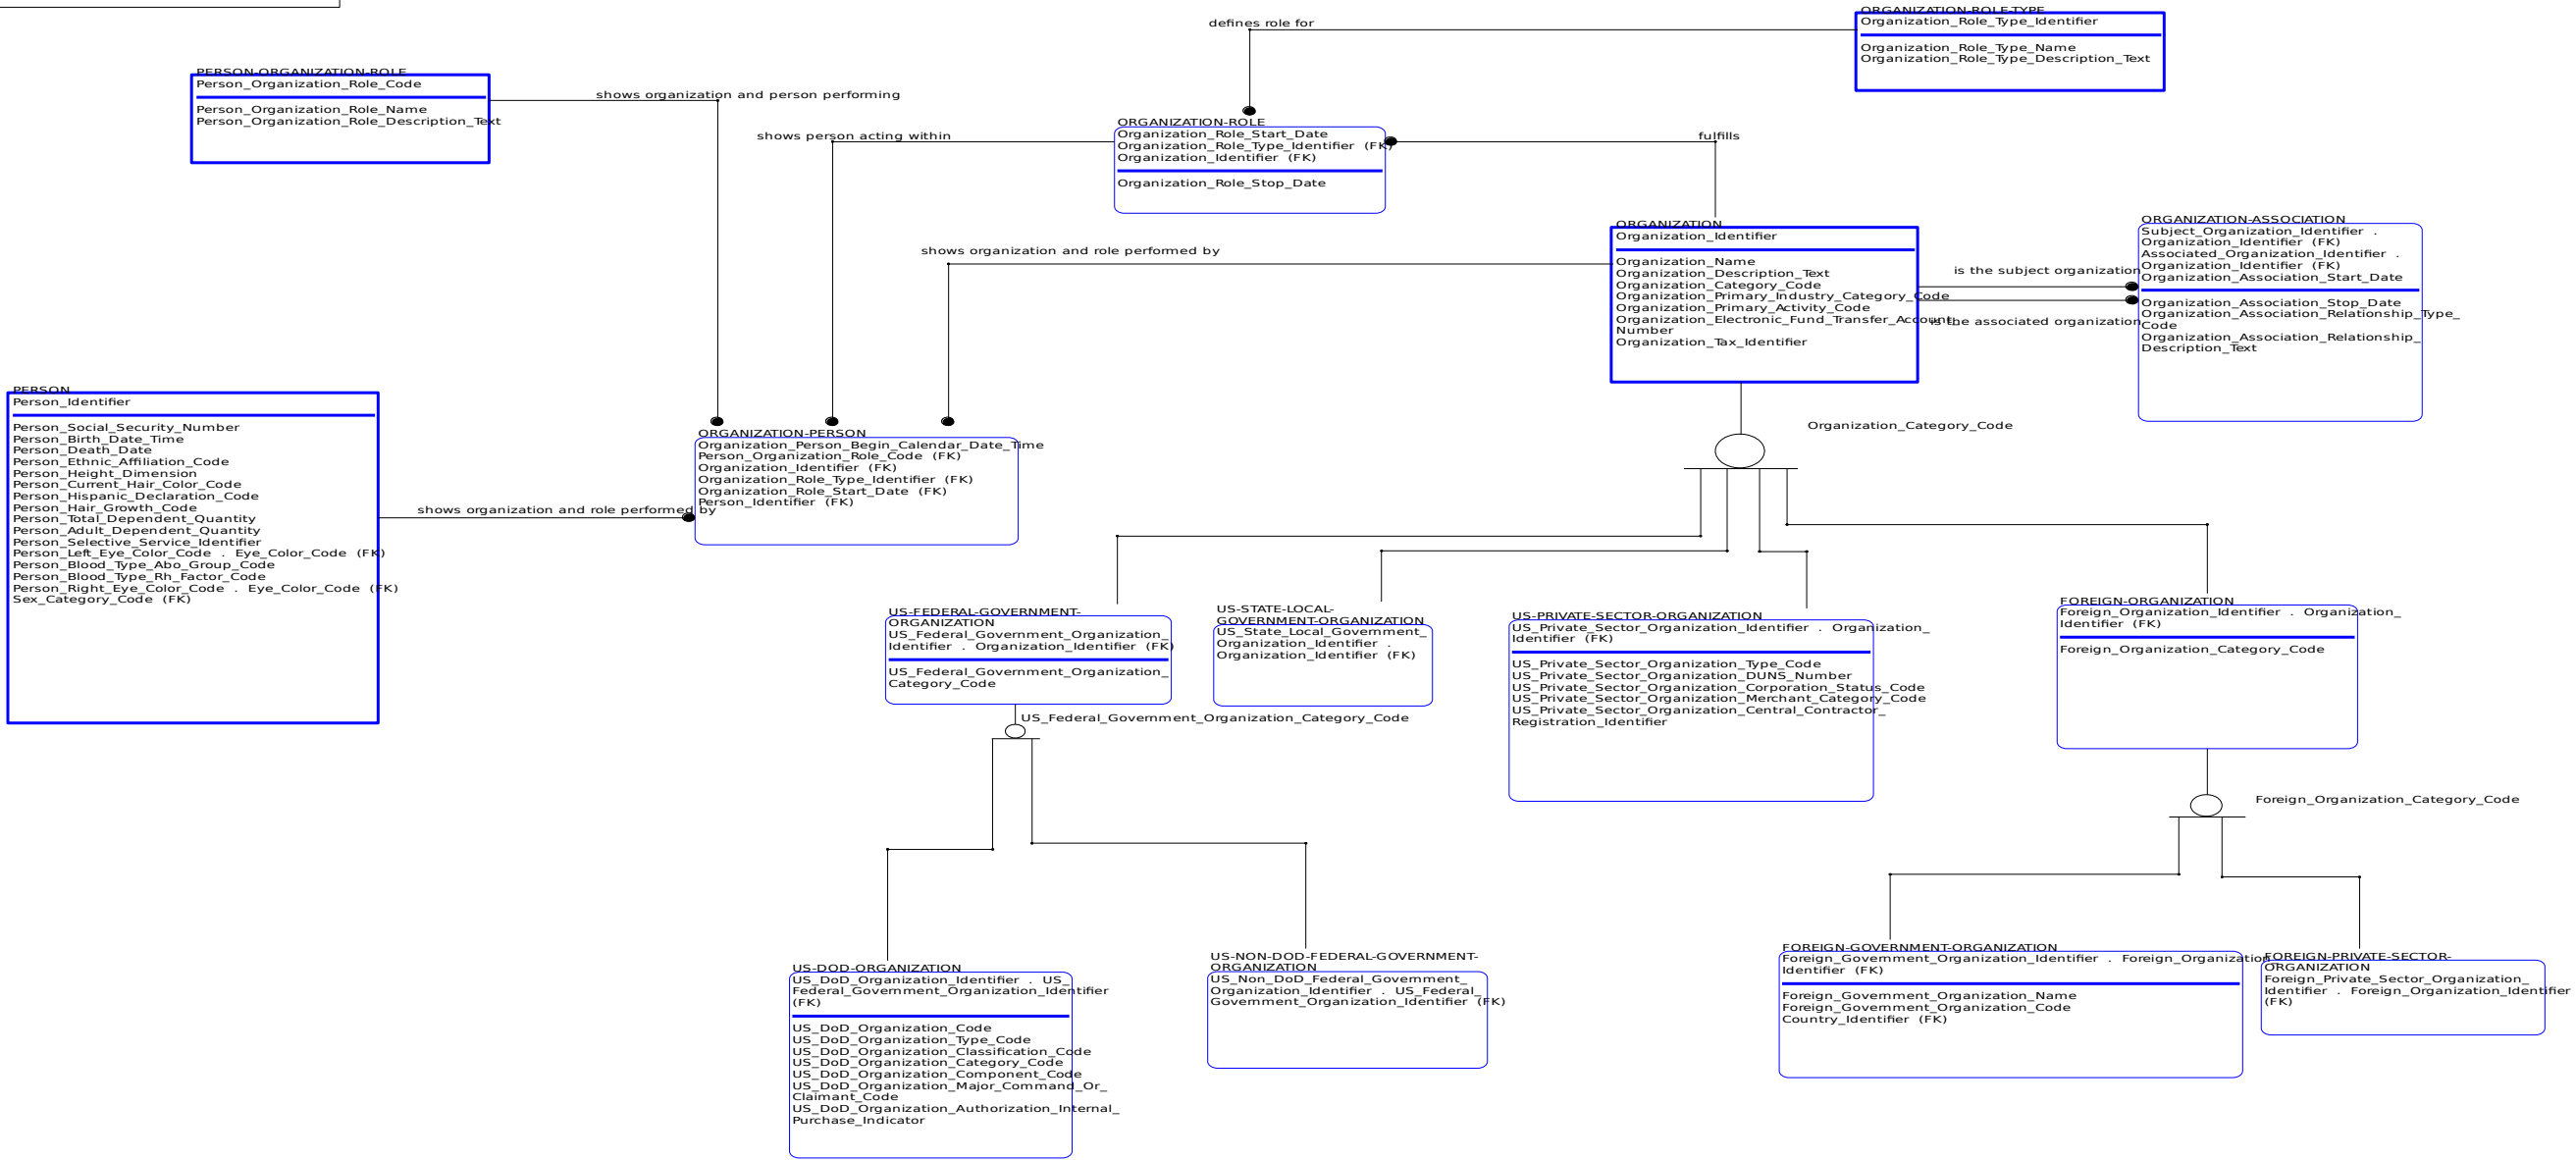 defines role for
ORGANIZATION-ROLE-TYPE
Organization_Role_Type_Identifier
Organization_Role_Type_Name
Organization_Role_Type_Description_Text
PERSON-ORGANIZATION-ROLE
Person_Organization_Role_Code
Person_Organization_Role_Name
Person_Organization_Role_Description_Text
shows organization and person performing
shows person acting within
ORGANIZATION-ROLE
Organization_Role_Start_Date
Organization_Role_Type_Identifier (FK)
Organization_Identifier (FK)
Organization_Role_Stop_Date
fulfills
shows organization and role performed by
ORGANIZATION
Organization_Identifier
Organization_Name
Organization_Description_Text
Organization_Category_Code
Organization_Primary_Industry_Category_Code
Organization_Primary_Activity_Code
Organization_Electronic_Fund_Transfer_Account_
Number
Organization_Tax_Identifier
is the subject organization
is the associated organization
ORGANIZATION-ASSOCIATION
Subject_Organization_Identifier .
Organization_Identifier (FK)
Associated_Organization_Identifier .
Organization_Identifier (FK)
Organization_Association_Start_Date
Organization_Association_Stop_Date
Organization_Association_Relationship_Type_
Code
Organization_Association_Relationship_
Description_Text
PERSON
Person_Identifier
Person_Social_Security_Number
Person_Birth_Date_Time
Person_Death_Date
Person_Ethnic_Affiliation_Code
Person_Height_Dimension
Person_Current_Hair_Color_Code
Person_Hispanic_Declaration_Code
Person_Hair_Growth_Code
Person_Total_Dependent_Quantity
Person_Adult_Dependent_Quantity
Person_Selective_Service_Identifier
Person_Left_Eye_Color_Code . Eye_Color_Code (FK)
Person_Blood_Type_Abo_Group_Code
Person_Blood_Type_Rh_Factor_Code
Person_Right_Eye_Color_Code . Eye_Color_Code (FK)
Sex_Category_Code (FK)
shows organization and role performed by
ORGANIZATION-PERSON
Organization_Person_Begin_Calendar_Date_Time
Person_Organization_Role_Code (FK)
Organization_Identifier (FK)
Organization_Role_Type_Identifier (FK)
Organization_Role_Start_Date (FK)
Person_Identifier (FK)
Organization_Category_Code
US-FEDERAL-GOVERNMENT-
ORGANIZATION
US_Federal_Government_Organization_
Identifier . Organization_Identifier (FK)
US_Federal_Government_Organization_
Category_Code
US-STATE-LOCAL-
GOVERNMENT-ORGANIZATION
US_State_Local_Government_
Organization_Identifier .
Organization_Identifier (FK)
US-PRIVATE-SECTOR-ORGANIZATION
US_Private_Sector_Organization_Identifier . Organization_
Identifier (FK)
US_Private_Sector_Organization_Type_Code
US_Private_Sector_Organization_DUNS_Number
US_Private_Sector_Organization_Corporation_Status_Code
US_Private_Sector_Organization_Merchant_Category_Code
US_Private_Sector_Organization_Central_Contractor_
Registration_Identifier
FOREIGN-ORGANIZATION
Foreign_Organization_Identifier . Organization_
Identifier (FK)
Foreign_Organization_Category_Code
US_Federal_Government_Organization_Category_Code
Foreign_Organization_Category_Code
US-DOD-ORGANIZATION
US_DoD_Organization_Identifier . US_
Federal_Government_Organization_Identifier
(FK)
US_DoD_Organization_Code
US_DoD_Organization_Type_Code
US_DoD_Organization_Classification_Code
US_DoD_Organization_Category_Code
US_DoD_Organization_Component_Code
US_DoD_Organization_Major_Command_Or_
Claimant_Code
US_DoD_Organization_Authorization_Internal_
Purchase_Indicator
US-NON-DOD-FEDERAL-GOVERNMENT-
ORGANIZATION
US_Non_DoD_Federal_Government_
Organization_Identifier . US_Federal_
Government_Organization_Identifier (FK)
FOREIGN-GOVERNMENT-ORGANIZATION
Foreign_Government_Organization_Identifier . Foreign_Organization_
Identifier (FK)
Foreign_Government_Organization_Name
Foreign_Government_Organization_Code
Country_Identifier (FK)
FOREIGN-PRIVATE-SECTOR-
ORGANIZATION
Foreign_Private_Sector_Organization_
Identifier . Foreign_Organization_Identifier
(FK)